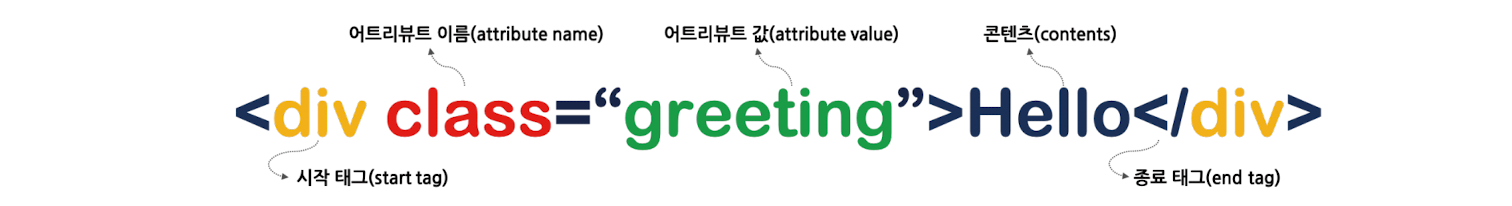 어트리뷰트 이름(attribute name)
어트리뷰트 값(attribute value)
콘텐츠(contents)
<div class=“greeting”>Hello</div>
시작 태그(start tag)
종료 태그(end tag)